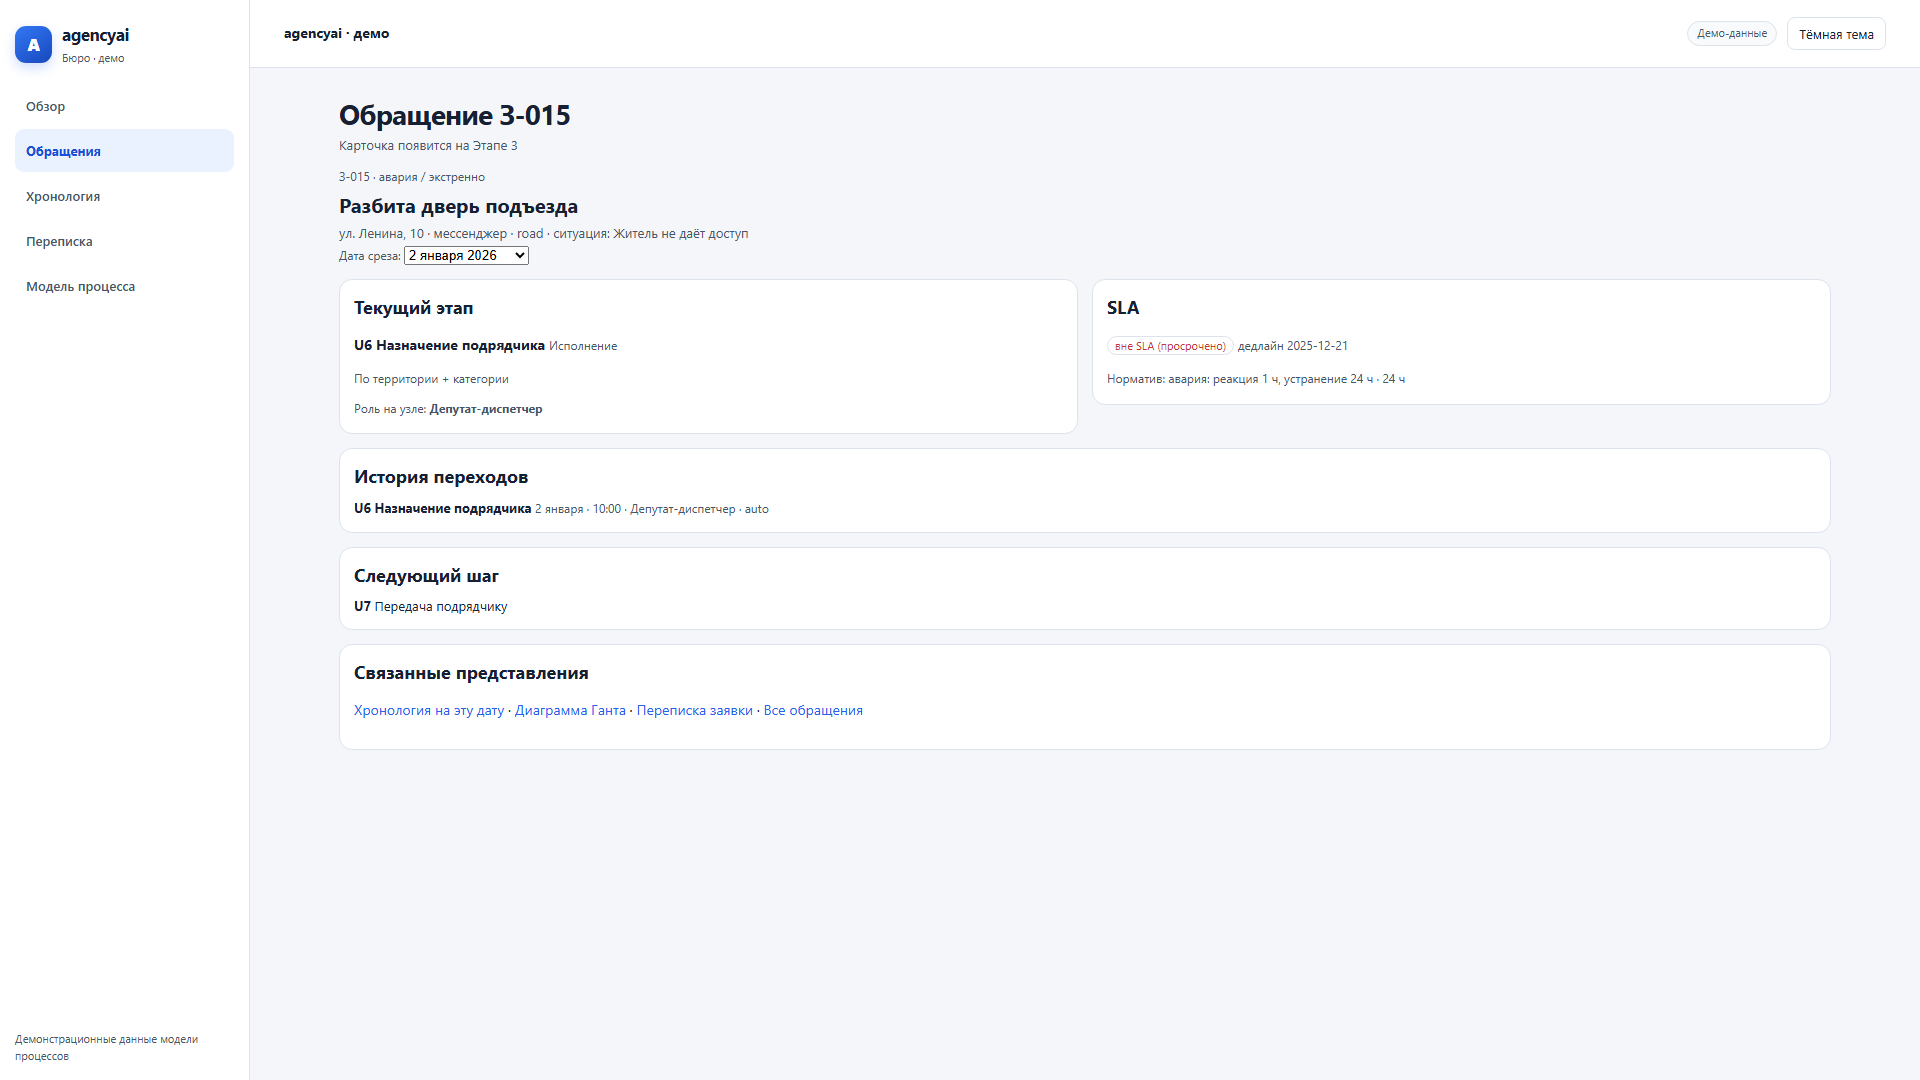 A
agencyai
Бюро · демо
Обзор
Обращения
Хронология
Переписка
Модель процесса
Демонстрационные данные модели
процессов
agencyai · демо
Демо-данные
Тёмная тема
Обращение З-015
Карточка появится на Этапе 3
З-015 · авария / экстренно
Разбита дверь подъезда
ул. Ленина, 10 · мессенджер · road · ситуация: Житель не даёт доступ
Дата среза: 2 января 2026
Текущий этап
U6 Назначение подрядчика Исполнение
По территории + категории
Роль на узле: Депутат-диспетчер
SLA
вне SLA (просрочено) дедлайн 2025-12-21
Норматив: авария: реакция 1 ч, устранение 24 ч · 24 ч
История переходов
U6 Назначение подрядчика 2 января · 10:00 · Депутат-диспетчер · auto
Следующий шаг
U7 Передача подрядчику
Связанные представления
Хронология на эту дату · Диаграмма Ганта · Переписка заявки · Все обращения